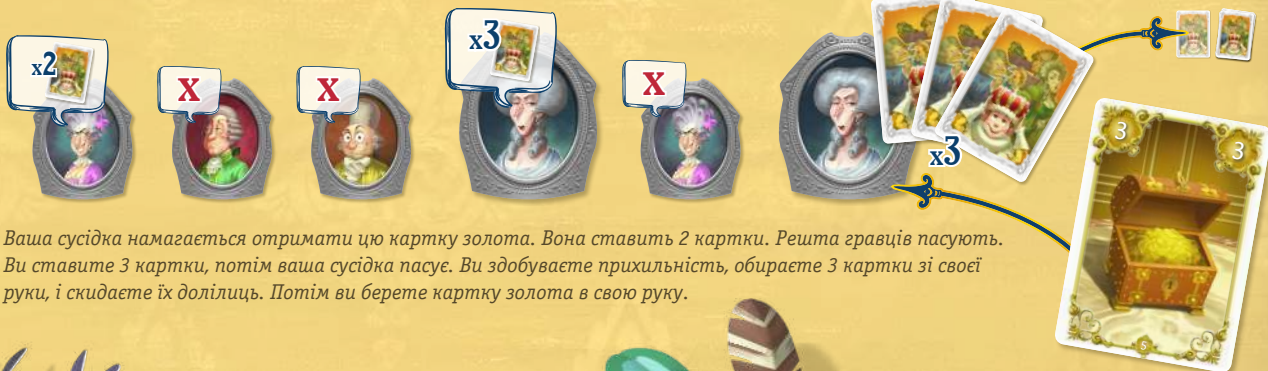 x2
X
X
x3
X
x3
3
3
5
Ваша сусідка намагається отримати цю картку золота. Вона ставить 2 картки. Решта гравців пасують.
Ви ставите 3 картки, потім ваша сусідка пасує. Ви здобуваєте прихильність, обираєте 3 картки зі своєї
руки, і скидаєте їх долілиць. Потім ви берете картку золота в свою руку.